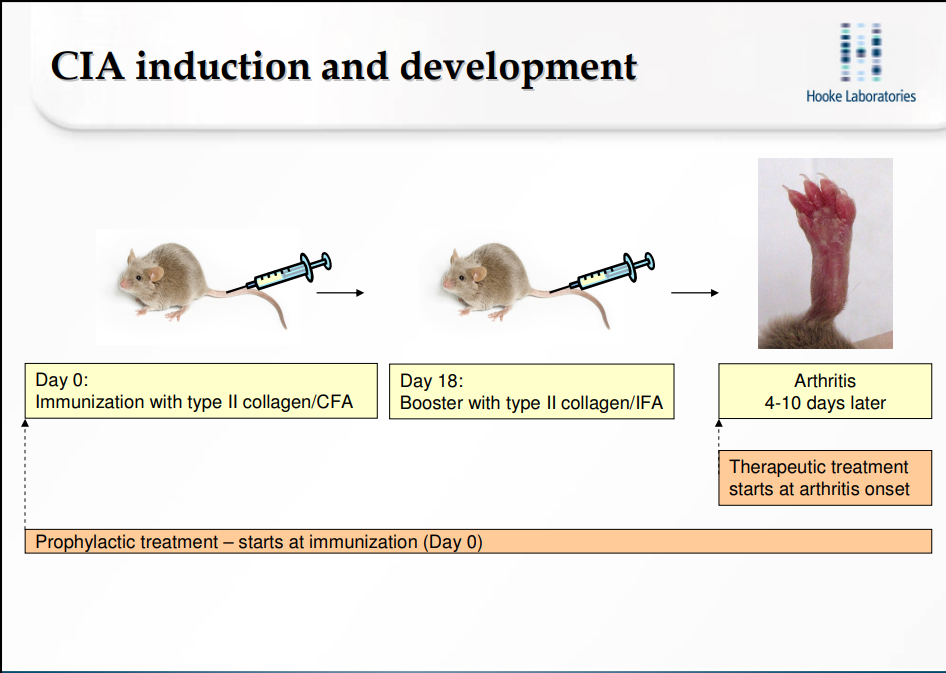 CIA induction and development
Hooke Laboratories
Day 0:
Immunization with type II collagen/CFA
Day 18:
Booster with type II collagen/IFA
Arthritis
4-10 days later
Therapeutic treatment
starts at arthritis onset
Prophylactic treatment – starts at immunization (Day 0)